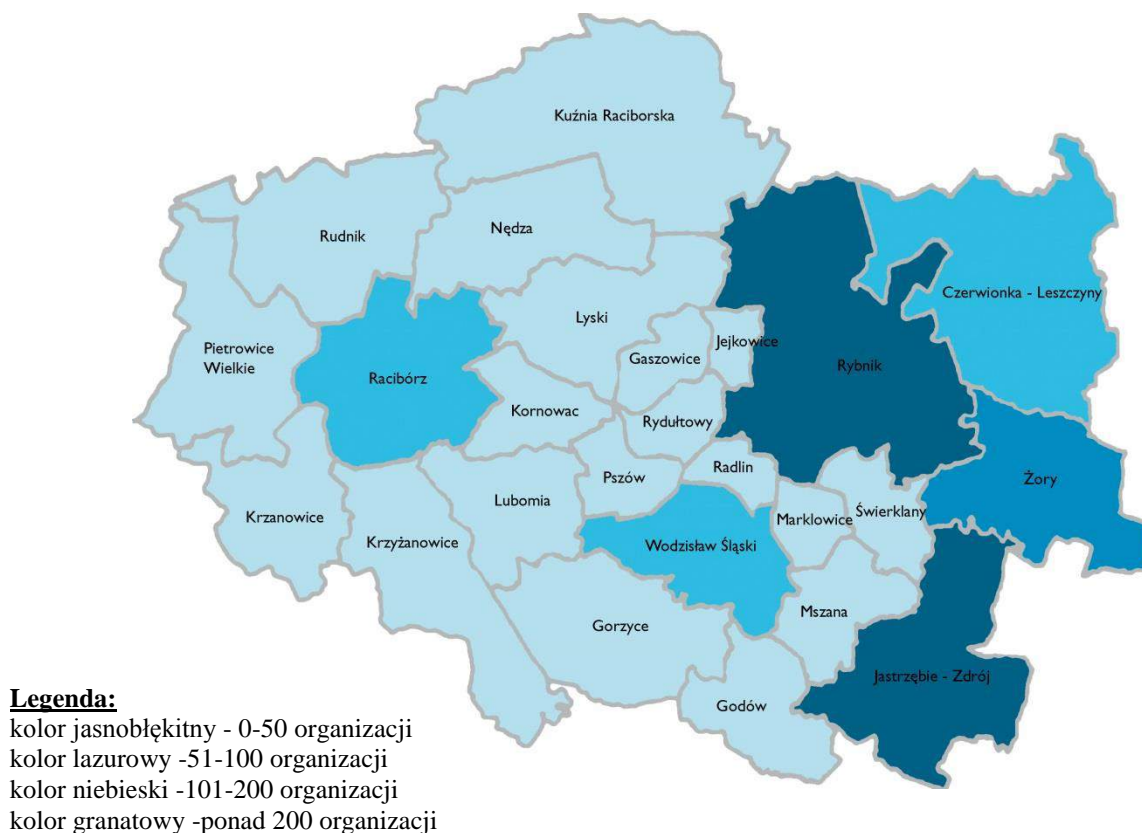 Kuźnia Raciborska
Rudnik
Nędza
Czerwionka - Leszczyny
Lyski
Jejkowice
Pietrowice
Wielkie
Gaszowice
Rybnik
Racibórz
Kornowac
Rydułtowy
Radlin
Pszów
Żory
Lubomia
Krzanowice
Marklowice
Świerklany
Krzyżanowice
Wodzisław Śląski
Mszana
Gorzyce
Jastrzębie - Zdrój
Godów
Legenda:
kolor jasnobłękitny - 0-50 organizacji
kolor lazurowy -51-100 organizacji
kolor niebieski -101-200 organizacji
kolor granatowy -ponad 200 organizacji